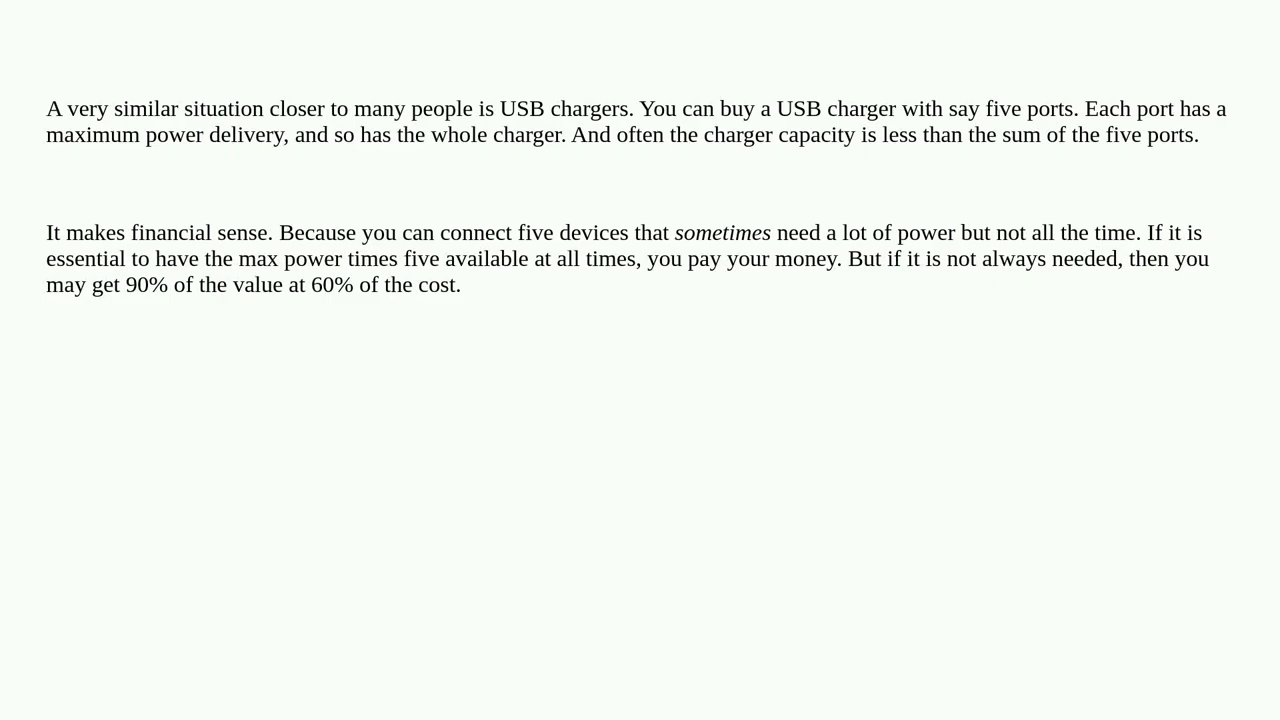 A very similar situation closer to many people is USB chargers. You can buy a USB charger with say five ports. Each port has a
maximum power delivery, and so has the whole charger. And often the charger capacity is less than the sum of the five ports.
It makes financial sense. Because you can connect five devices that sometimes need a lot of power but not all the time. If it is
essential to have the max power times five available at all times, you pay your money. But if it is not always needed, then you
may get 90% of the value at 60% of the cost.